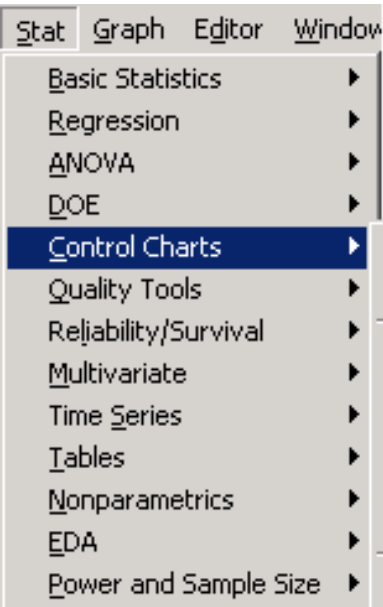 Stat Graph Editor Window
Basic Statistics
Regression
ANOVA
DOE
Control Charts
Quality Tools
Reliability/Survival
Multivariate
Time Series
Tables
Nonparametrics
EDA
Power and Sample Size